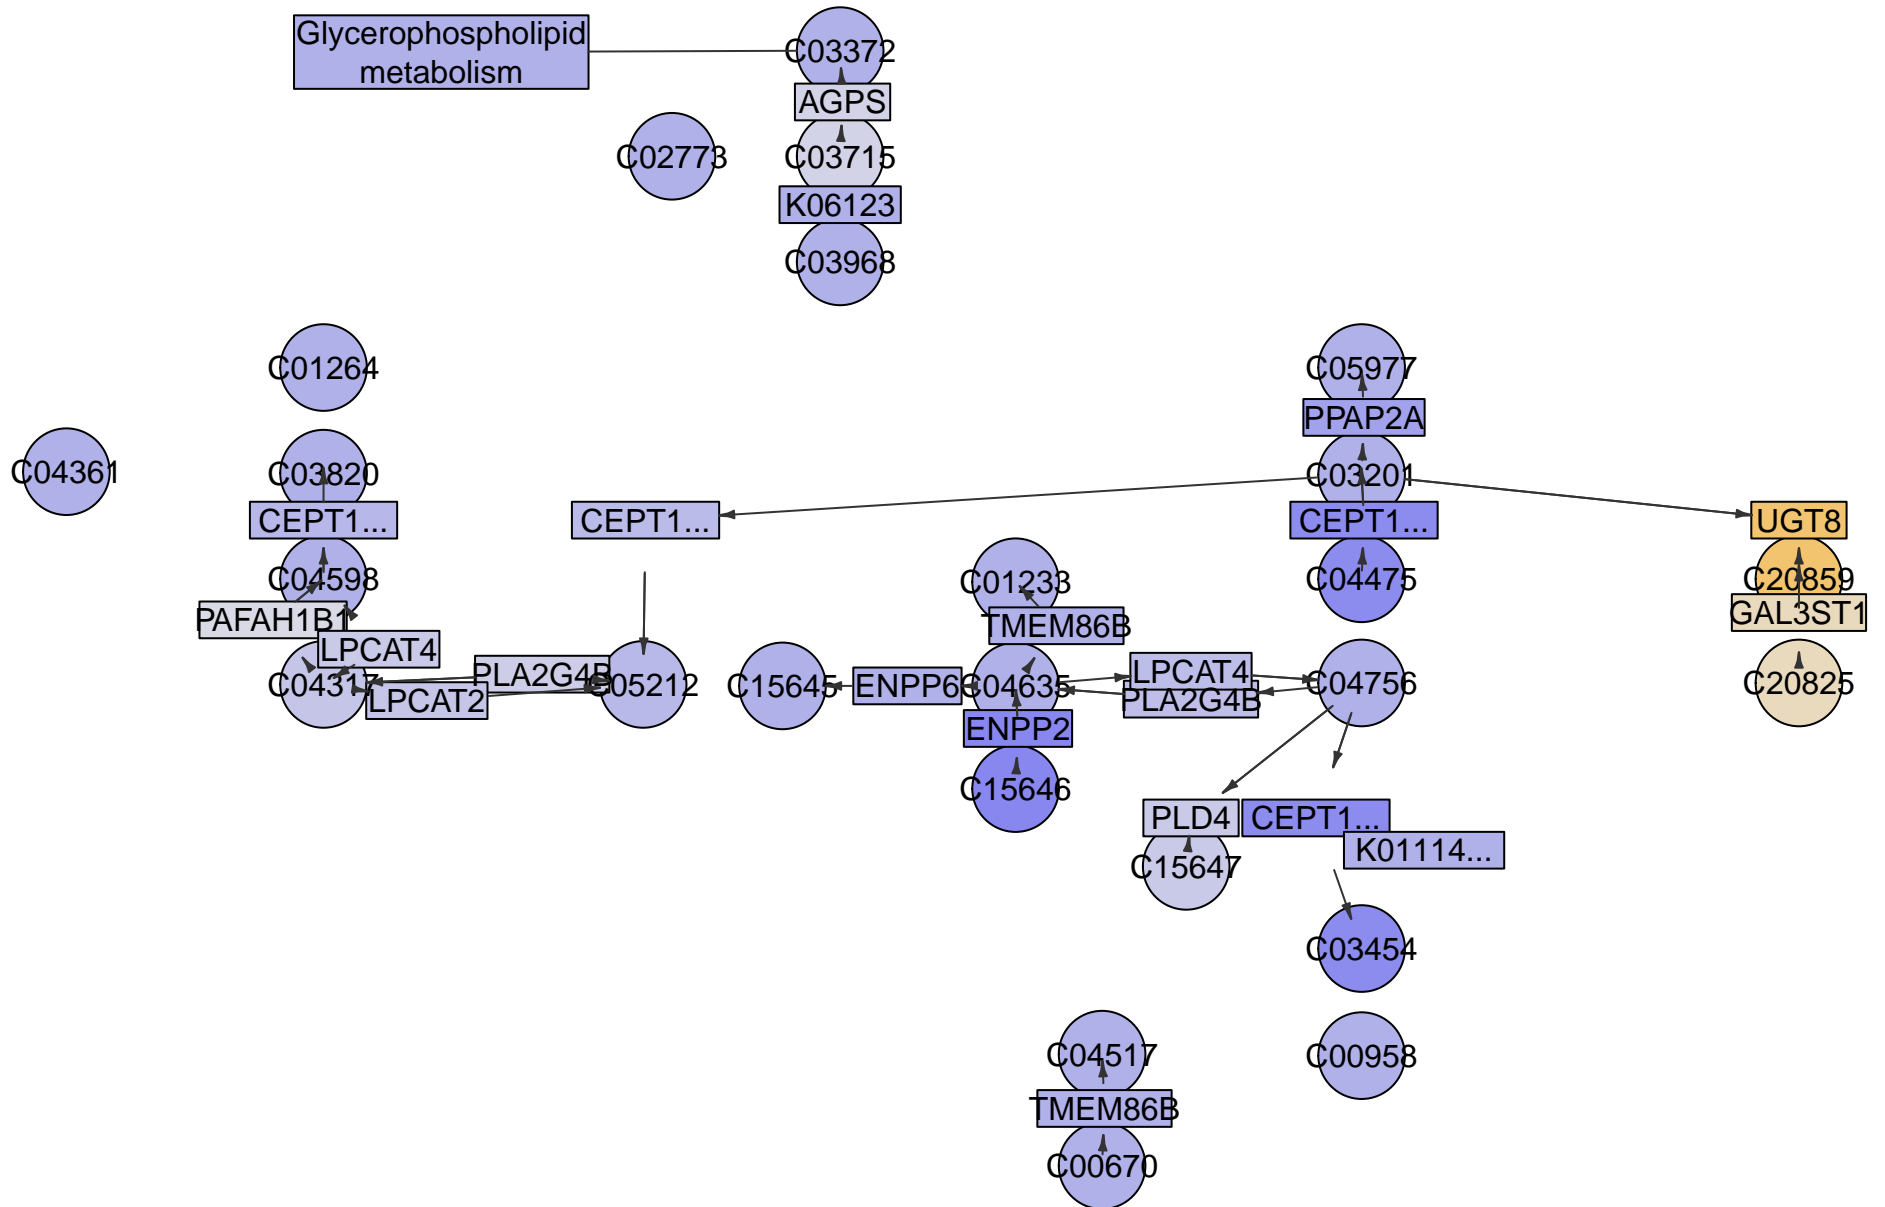 Glycerophospholipid
metabolism
C03372
AGPS
C02773
C03715
K06123
C03968
C01264
C05977
PPAP2A
C04361
C03820
C03201
CEPT1...
CEPT1...
CEPT1...
UGT8
C04598
C01233
C04475
C20859
PAFAH1B1
TMEM86B
GAL3ST1
LPCAT4
C04317
PLA2G4B
LPCAT2
C05212
C15645
ENPP6
C04635
LPCAT4
PLA2G4B
C04756
C20825
ENPP2
C15646
PLD4
CEPT1...
K01114...
C15647
C03454
C04517
C00958
TMEM86B
C00670